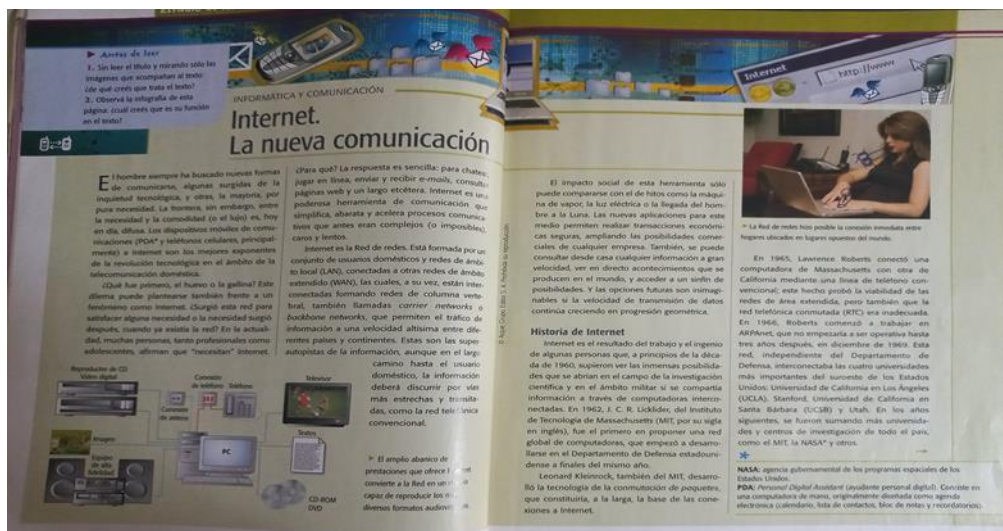 Antes de leer
1. Sin leer el título y mirando solo las
imágenes que acompañan al texto:
¿de qué creés que trata el texto?
2. Observá la infografía de esta
página: ¿cuál creés que es su función
en el texto?
INFORMÁTICA Y COMUNICACIÓN
Internet.
La nueva comunicación
El hombre siempre ha buscado nuevas formas
de comunicarse, algunas surgidas de la
inquietud tecnológica, y otras, la mayoría, por
pura necesidad. La frontera, sin embargo, entre
la necesidad y la comodidad (o el lujo) es, hoy
en día, difusa. Los dispositivos móviles de comu-
nicaciones (PDA* y teléfonos celulares, principal-
mente) e Internet son los mejores exponentes
de la revolución tecnológica en el ámbito de la
telecomunicación doméstica.
¿Qué fue primero, el huevo o la gallina? Este
dilema puede plantearse también frente a un
fenómeno como Internet. ¿Surgió esta red para
satisfacer alguna necesidad o la necesidad surgió
después, cuando ya existía la red? En la actuali-
dad, muchas personas, tanto profesionales como
adolescentes, afirman que "necesitan" Internet.
¿Para qué? La respuesta es sencilla: para chatear,
jugar en línea, enviar y recibir e-mails, consultar
páginas web y un largo etcétera. Internet es una
poderosa herramienta de comunicación que
simplifica, abarata y acelera procesos comunica-
tivos que antes eran complejos (o imposibles),
caros y lentos.
Internet es la Red de redes. Está formada por un
conjunto de usuarios domésticos y redes de ámbi-
to local (LAN), conectadas a otras redes de ámbito
extendido (WAN), las cuales, a su vez, están inter-
conectadas formando redes de columna verte-
bral, también llamadas carrier networks o
backbone networks, que permiten el tráfico de
información a una velocidad altísima entre dife-
rentes países y continentes. Estas son las super-
autopistas de la información, aunque en el largo
camino hasta el usuario
doméstico, la información
deberá discurrir por vías
más estrechas y transita-
das, como la red telefónica
convencional.
Reproductor de CD
Vídeo digital
Conexión
de teléfono
Teléfono
Televisor
Conexión
de antena
Imagen
Equipo
de alta
fidelidad
PC
Textos
CD-ROM
DVD
El amplio abanico de
prestaciones que ofrece
convierte a la Red en un
capaz de reproducir los
diversos formatos
Internet
http://www
El impacto social de esta herramienta sólo
puede compararse con el de hitos como la máqui-
na de vapor, la luz eléctrica o la llegada del hom-
bre a la Luna. Las nuevas aplicaciones para este
medio permiten realizar transacciones económi-
cas seguras, ampliando las posibilidades comer-
ciales de cualquier empresa. También, se puede
consultar desde casa cualquier información a gran
velocidad, ver en directo acontecimientos que se
producen en el mundo, y acceder a un sinfín de
posibilidades. Y las opciones futuras son inimagi-
nables si la velocidad de transmisión de datos
continúa creciendo en progresión geométrica.
Historia de Internet
Internet es el resultado del trabajo y el ingenio
de algunas personas que, a principios de la déca-
da de 1960, supieron ver las inmensas posibilida-
des que se abrían en el campo de la investigación
científica y en el ámbito militar si se compartía
información a través de computadoras interco-
nectadas. En 1962, J. C. R. Licklider, del Instituto
de Tecnología de Massachusetts (MIT, por su sigla
en inglés), fue el primero en proponer una red
global de computadoras, que empezó a desarro-
llarse en el Departamento de Defensa estadouni-
dense a finales del mismo año.
Leonard Kleinrock, también del MIT, desarro-
lló la tecnología de la conmutación de paquetes,
que constituiría, a la larga, la base de las cone-
xiones a Internet.
La Red de redes hizo posible la conexión inmediata entre
hogares ubicados en lugares opuestos del mundo.
En 1965, Lawrence Roberts conectó una
computadora de Massachusetts con otra de
California mediante una línea de teléfono con-
vencional; este hecho probó la viabilidad de las
redes de área extendida, pero también que la
red telefónica conmutada (RTC) era inadecuada.
En 1966, Roberts comenzó a trabajar en
ARPAnet, que no empezaría a ser operativa hasta
tres años después, en diciembre de 1969. Esta
red, independiente del Departamento de
Defensa, interconectaba las cuatro universidades
más importantes del suroeste de los Estados
Unidos: Universidad de California en Los Ángeles
(UCLA), Stanford, Universidad de California en
Santa Bárbara (UCSB) y Utah. En los años
siguientes, se fueron sumando más universida-
des y centros de investigación de todo el país,
como el MIT, la NASA* y otros.
NASA: agencia gubernamental de los programas espaciales de los
Estados Unidos.
PDA: Personal Digital Assistant (ayudante personal digital). Consiste en
una computadora de mano, originalmente diseñada como agenda
electrónica (calendario, lista de contactos, bloc de notas y recordatorios).